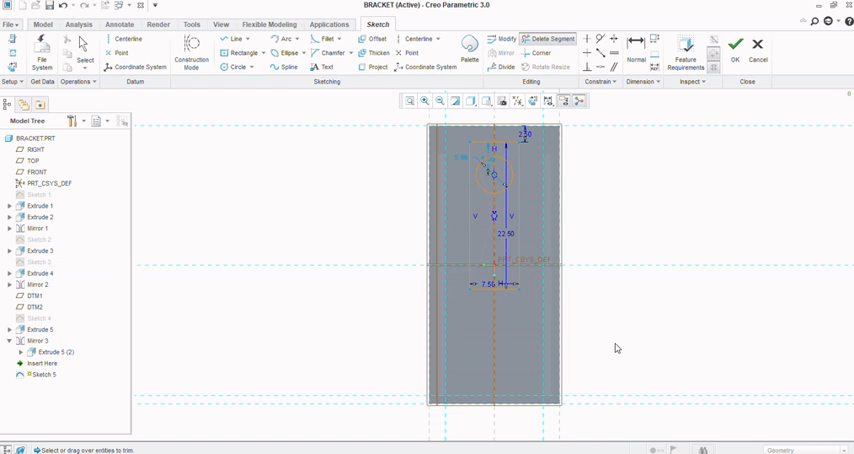 BRACKET (Active) - Creo Parametric 3.0
File Model Analysis Annotate Render Tools View Flexible Modeling Applications Sketch
File System
Select
Centerline
Point
Coordinate System
Construction Mode
Line Arc Fillet Centerline
Rectangle Ellipse Chamfer Point
Circle Spline Text Coordinate System
Offset
Thicken
Project
Palette
Modify Delete Segment
Mirror Corner
Divide Rotate Resize
Normal
Feature Requirements
OK Cancel
Setup Get Data Operations Datum Sketching Editing Constrain Dimension Inspect Close
Model Tree
BRACKET.PRT
RIGHT
TOP
FRONT
PRT_CSYS_DEF
Sketch 1
Extrude 1
Extrude 2
Mirror 1
Sketch 2
Extrude 3
Sketch 3
Extrude 4
Mirror 2
DTM1
DTM2
Sketch 4
Extrude 5
Mirror 3
Extrude 5 (2)
Insert Here
Sketch 5
H
V V
22.50
PRT_CSYS_DEF
7.50 H
Select or drag over entities to trim.
Geometry